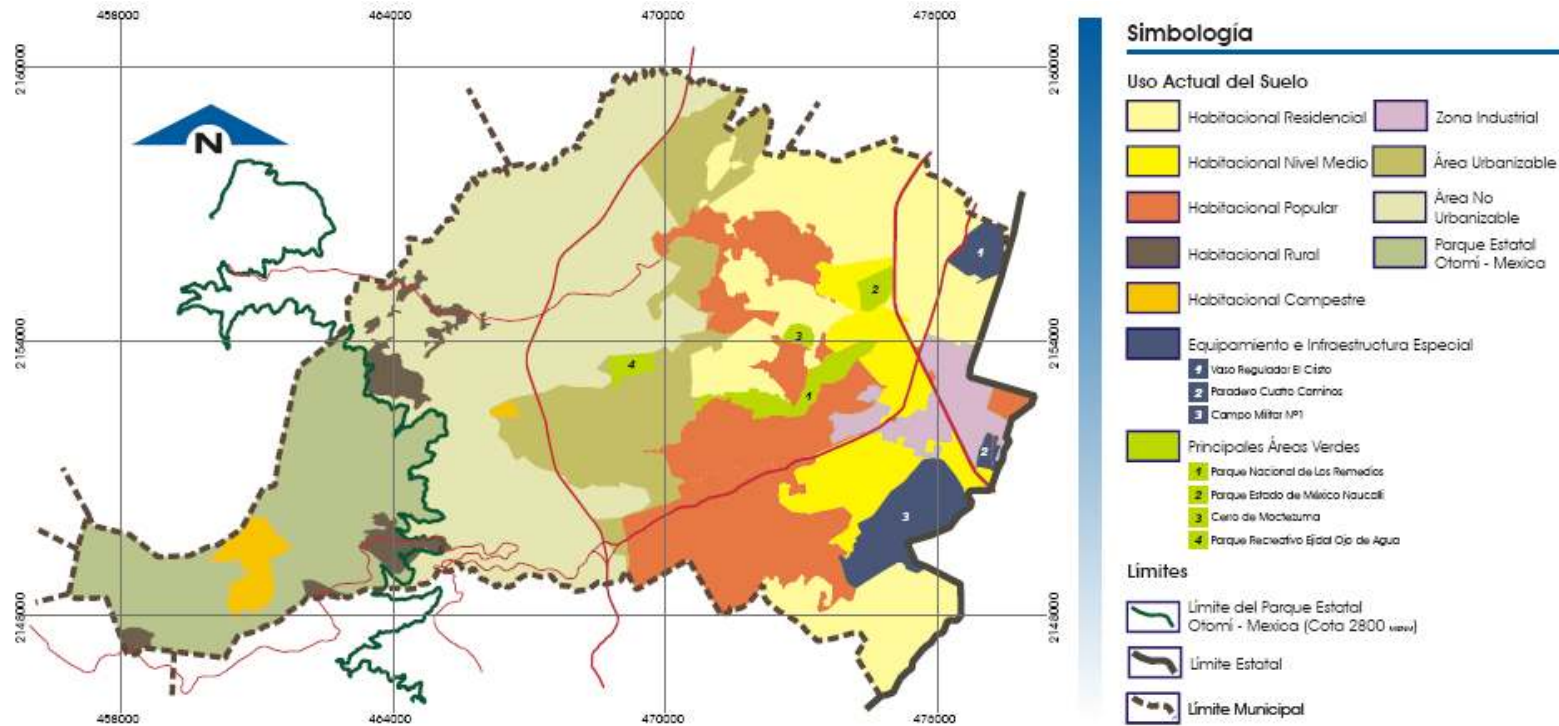 458000 464000 470000 476000
2160000 2160000
N
1
2
2154000 2154000
3
4
1
2
3
2148000 2148000
458000 464000 470000 476000
Simbología
Uso Actual del Suelo
Habitacional Residencial
Zona Industrial
Habitacional Nivel Medio
Área Urbanizable
Habitacional Popular
Área No
Urbanizable
Habitacional Rural
Parque Estatal
Otomí - Mexica
Habitacional Campestre
Equipamiento e Infraestructura Especial
1 Vaso Regulador El Cristo
2 Paradero Cuatro Caminos
3 Campo Militar Nº1
Principales Áreas Verdes
1 Parque Nacional de Los Remedios
2 Parque Estado de México Naucalli
3 Cerro de Moctezuma
4 Parque Recreativo Ejidal Ojo de Agua
Límites
Límite del Parque Estatal
Otomí - Mexica (Cota 2800 MSNM)
Límite Estatal
Límite Municipal